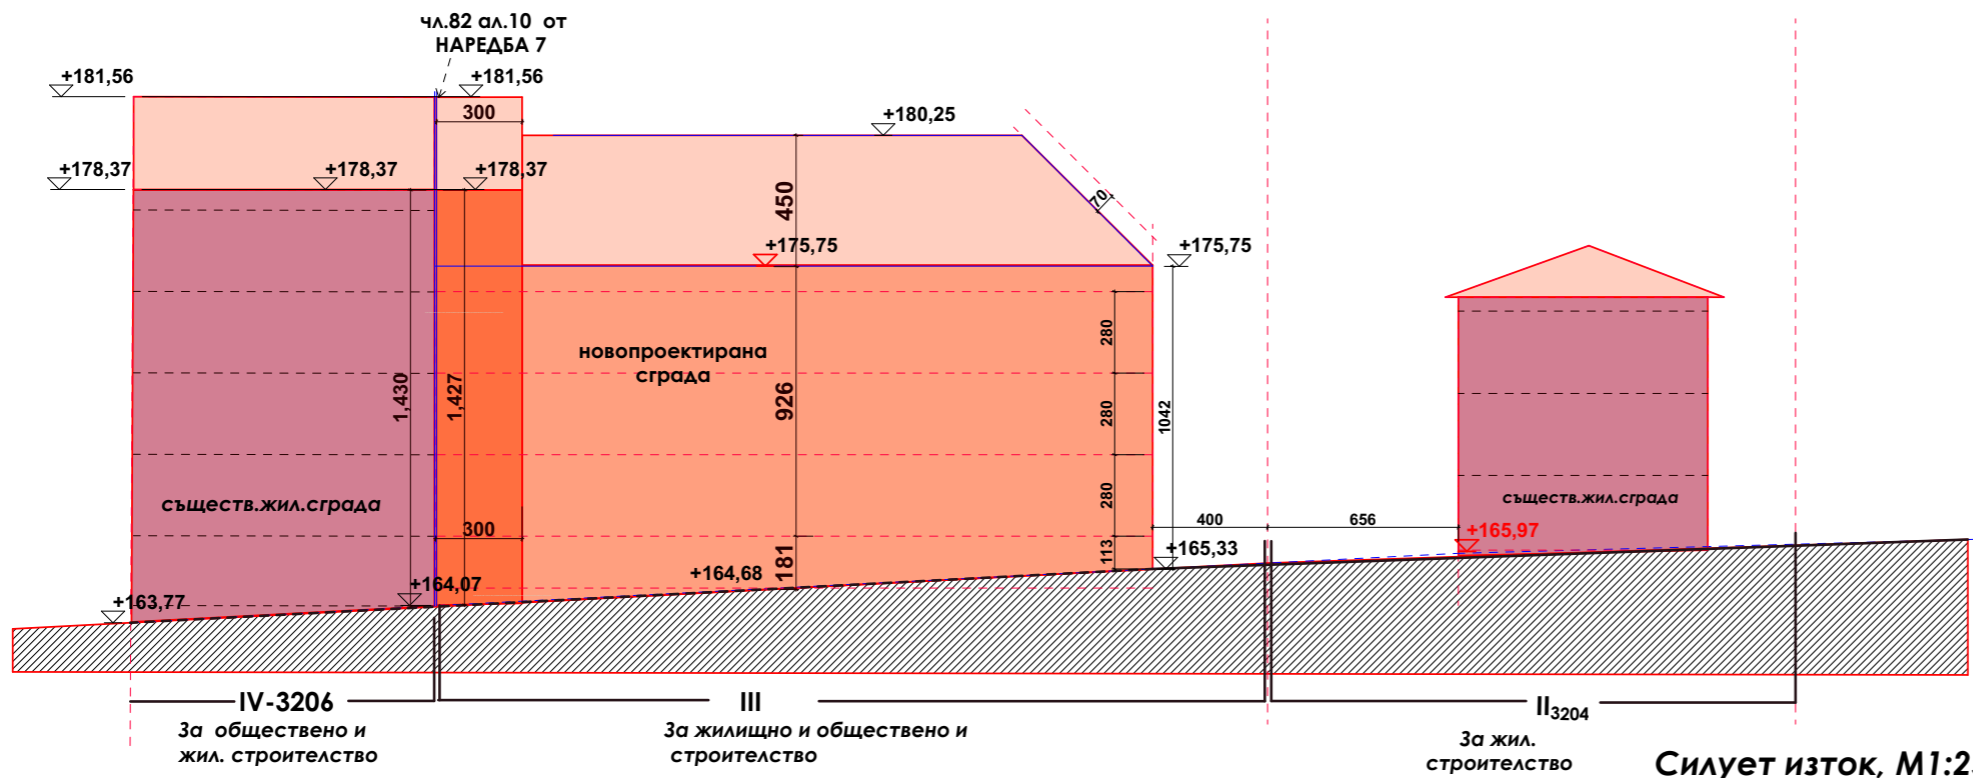 чл.82 ал.10 от
НАРЕДБА 7
+181,56
+181,56
300
+180,25
+178,37
+178,37
+178,37
450
70
+175,75
+175,75
280
новопроектирана
сграда
1,430
1,427
926
280
1042
съществ.жил.сграда
280
съществ.жил.сграда
300
400
656
+165,97
181
113
+165,33
+164,68
+164,07
+163,77
IV-3206
За обществено и
жил. строителство
III
За жилищно и обществено и
строителство
II3204
За жил.
строителство
Силует изток, М1:2